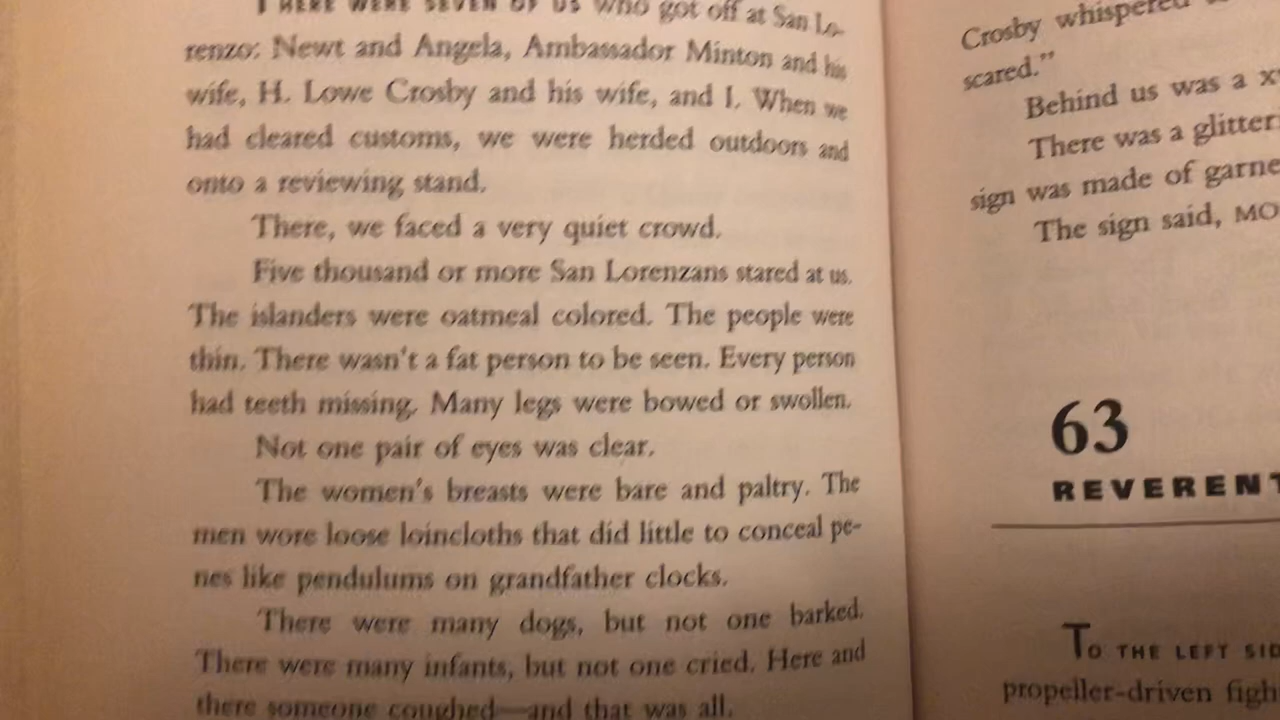 THERE WERE SEVEN OF US who got off at San Lo-
renzo: Newt and Angela, Ambassador Minton and his
wife, H. Lowe Crosby and his wife, and I. When we
had cleared customs, we were herded outdoors and
onto a reviewing stand.
There, we faced a very quiet crowd.
Five thousand or more San Lorenzans stared at us.
The islanders were oatmeal colored. The people were
thin. There wasn't a fat person to be seen. Every person
had teeth missing. Many legs were bowed or swollen.
Not one pair of eyes was clear.
The women's breasts were bare and paltry. The
men wore loose loincloths that did little to conceal pe-
nes like pendulums on grandfather clocks.
There were many dogs, but not one barked.
There were many infants, but not one cried. Here and
there someone coughed—and that was all.
Crosby whispered
scared."
Behind us was a
There was a
sign was made of
The sign said,
63
TO THE LEFT
propeller-driven